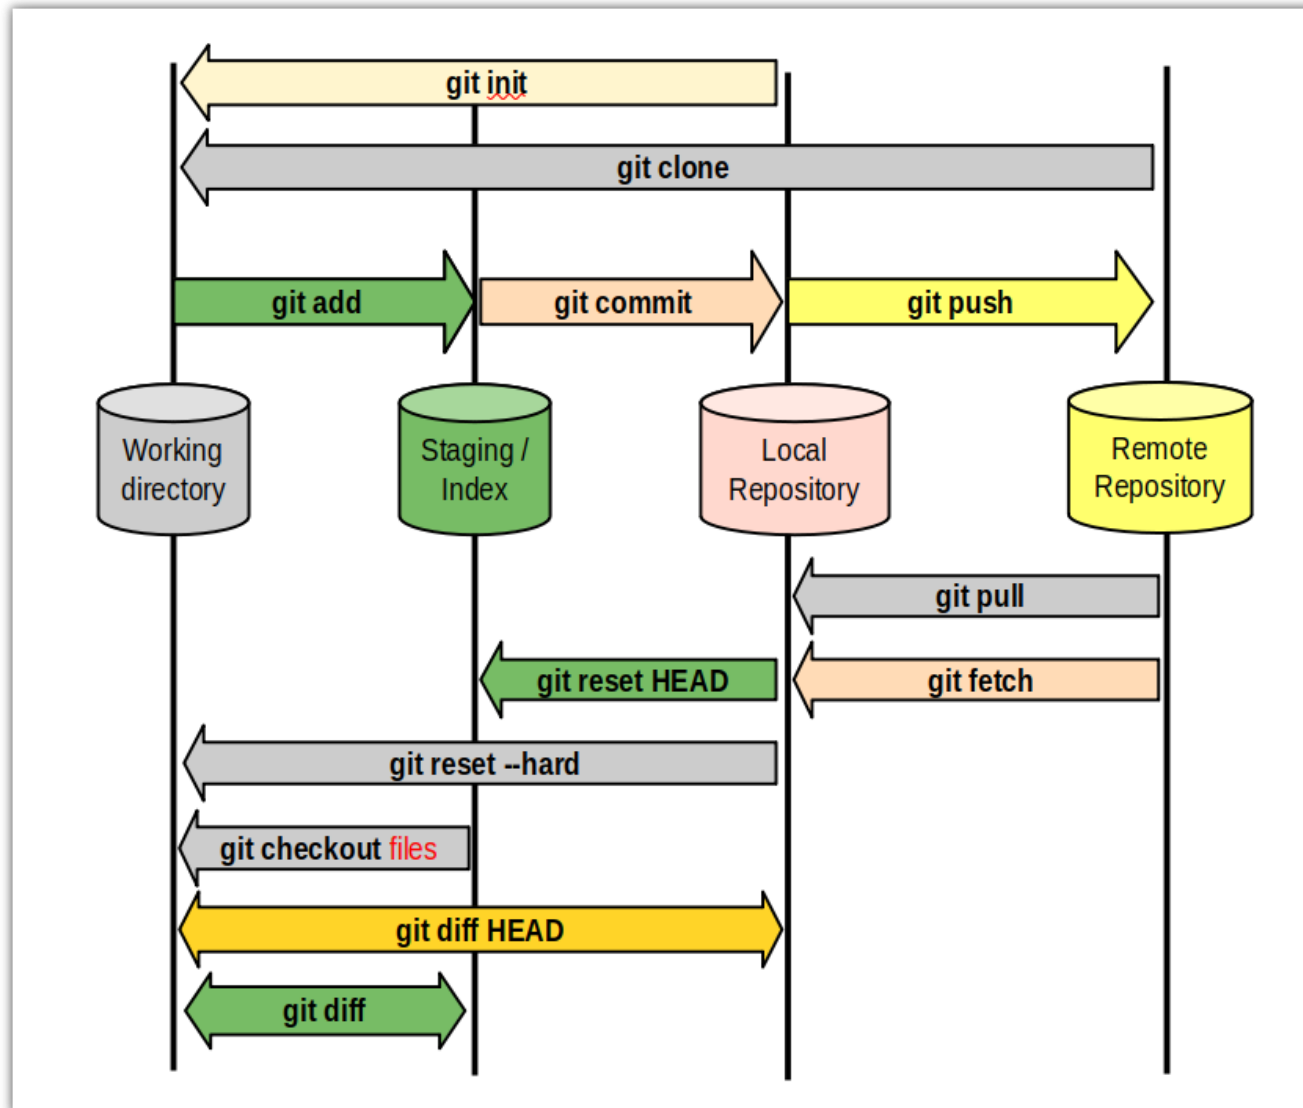 git init
git clone
git add
git commit
git push
Working
directory
Staging /
Index
Local
Repository
Remote
Repository
git pull
git reset HEAD
git fetch
git reset --hard
git checkout files
git diff HEAD
git diff